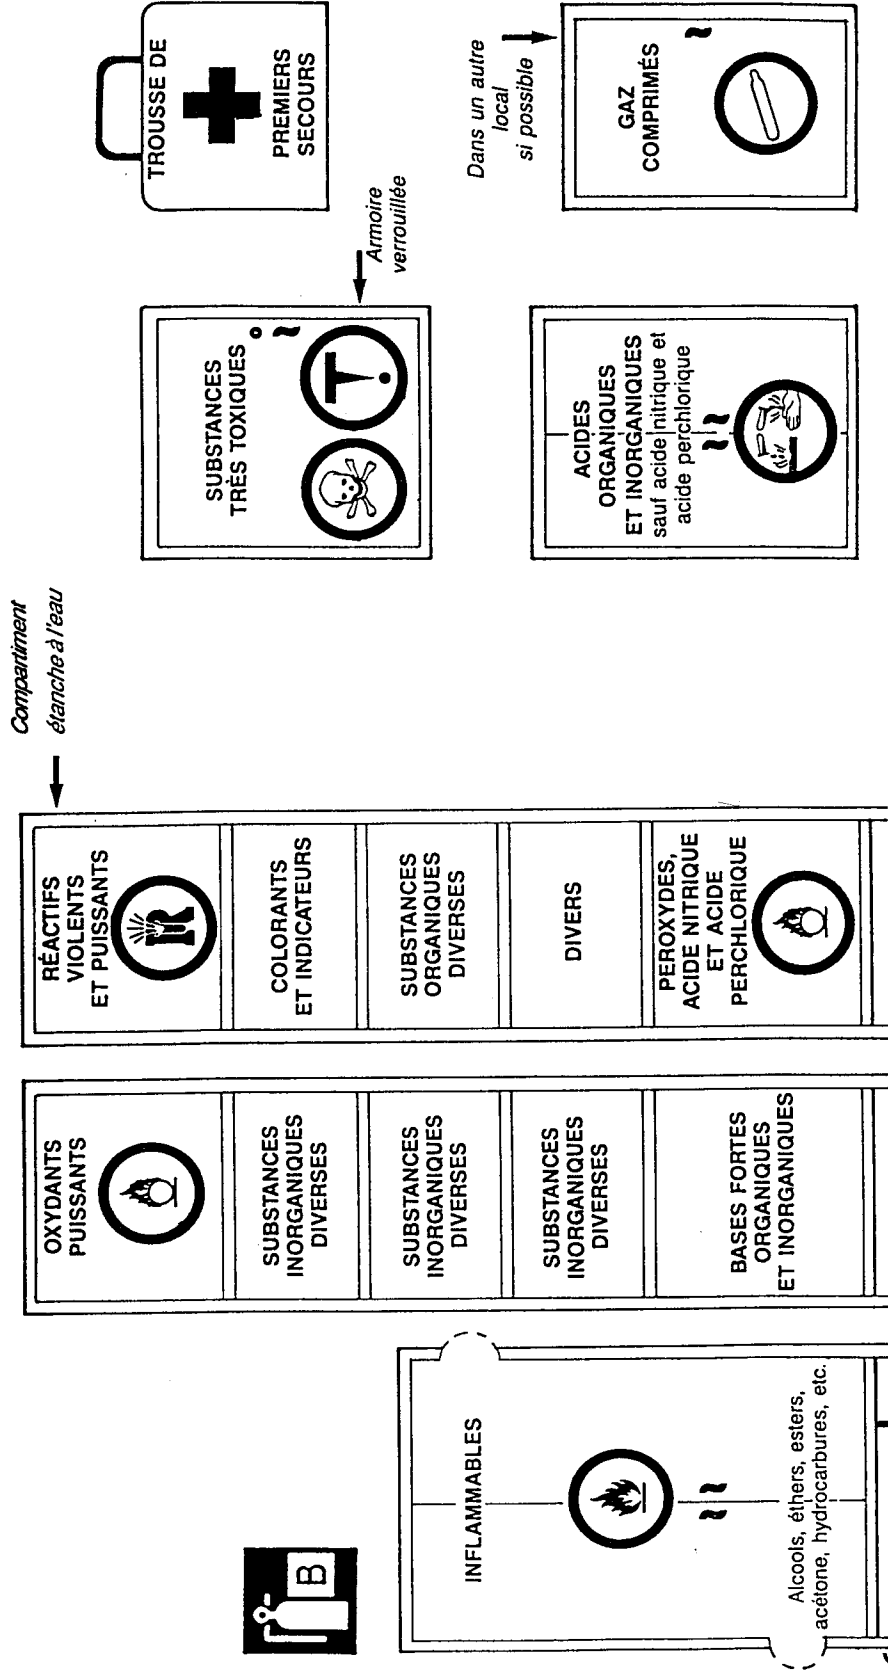 B
INFLAMMABLES
Alcools, éthers, esters,
acétone, hydrocarbures, etc.
OXYDANTS
PUISSANTS
SUBSTANCES
INORGANIQUES
DIVERSES
SUBSTANCES
INORGANIQUES
DIVERSES
SUBSTANCES
INORGANIQUES
DIVERSES
BASES FORTES
ORGANIQUES
ET INORGANIQUES
Compartiment
étanche à l'eau
RÉACTIFS
VIOLENTS
ET PUISSANTS
R
COLORANTS
ET INDICATEURS
SUBSTANCES
ORGANIQUES
DIVERSES
DIVERS
PEROXYDES,
ACIDE NITRIQUE
ET ACIDE
PERCHLORIQUE
SUBSTANCES
TRÈS TOXIQUES
Armoire
verrouillée
ACIDES
ORGANIQUES
ET INORGANIQUES
sauf acide nitrique et
acide perchlorique
TROUSSE DE
PREMIERS
SECOURS
Dans un autre
local
si possible
GAZ
COMPRIMÉS